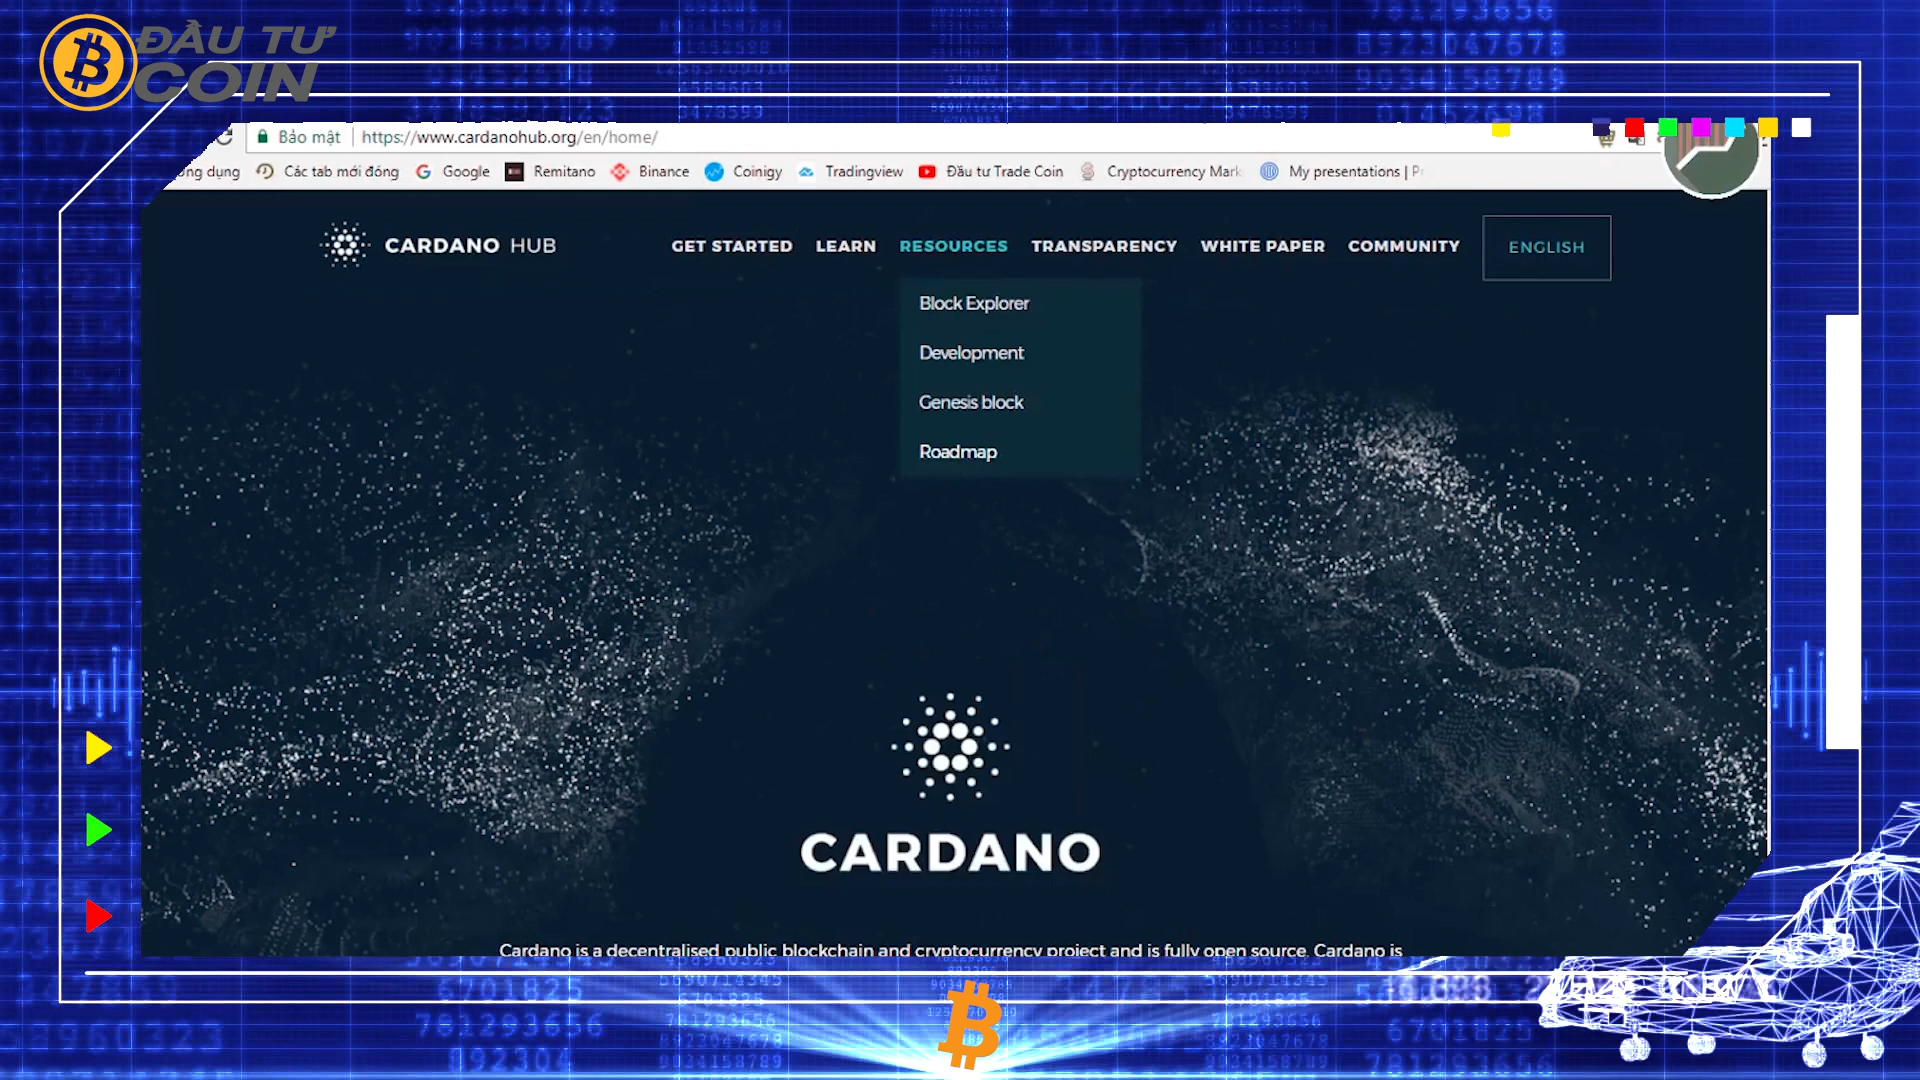 ĐẦU TƯ
COIN
Bảo mật
https://www.cardanohub.org/en/home/
ng dụng
Các tab mới đóng
Google
Remitano
Binance
Coinigy
Tradingview
Đầu tư Trade Coin
Cryptocurrency Mark
My presentations | Pr
CARDANO HUB
GET STARTED
LEARN
RESOURCES
TRANSPARENCY
WHITE PAPER
COMMUNITY
ENGLISH
Block Explorer
Development
Genesis block
Roadmap
CARDANO
Cardano is a decentralised public blockchain and cryptocurrency project and is fully open source. Cardano is